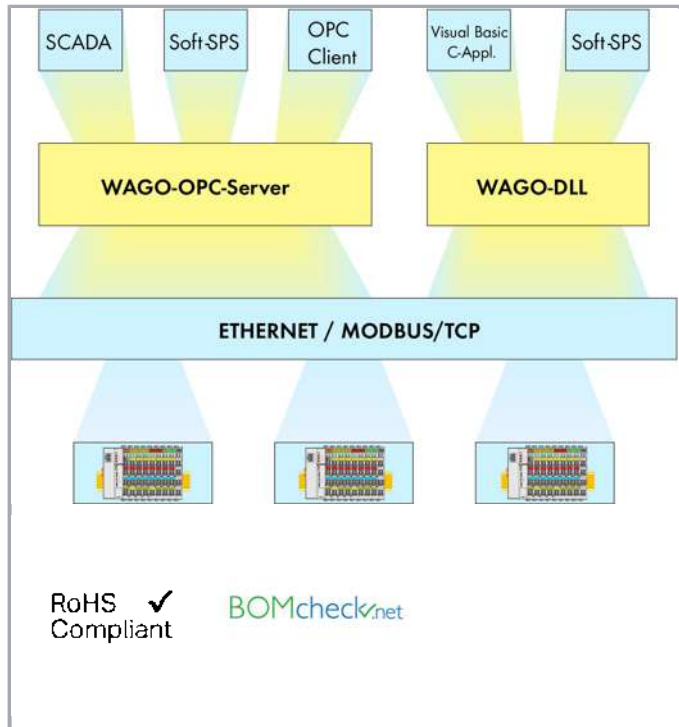 SCADA
Soft-SPS
OPC
Client
Visual Basic
C-Appl.
Soft-SPS
WAGO-OPC-Server
WAGO-DLL
ETHERNET / MODBUS/TCP
RoHS ✓
Compliant
BOMcheck.net